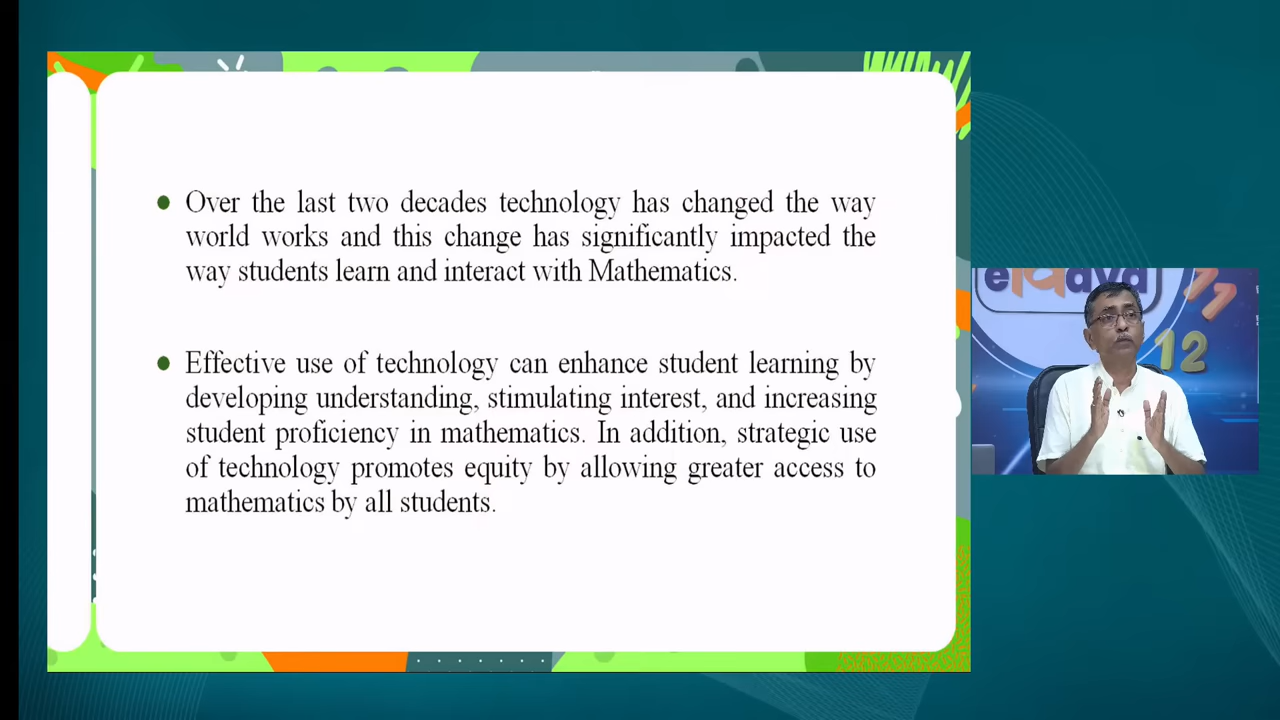 Over the last two decades technology has changed the way
world works and this change has significantly impacted the
way students learn and interact with Mathematics.
Effective use of technology can enhance student learning by
developing understanding, stimulating interest, and increasing
student proficiency in mathematics. In addition, strategic use
of technology promotes equity by allowing greater access to
mathematics by all students.
eविdya
12